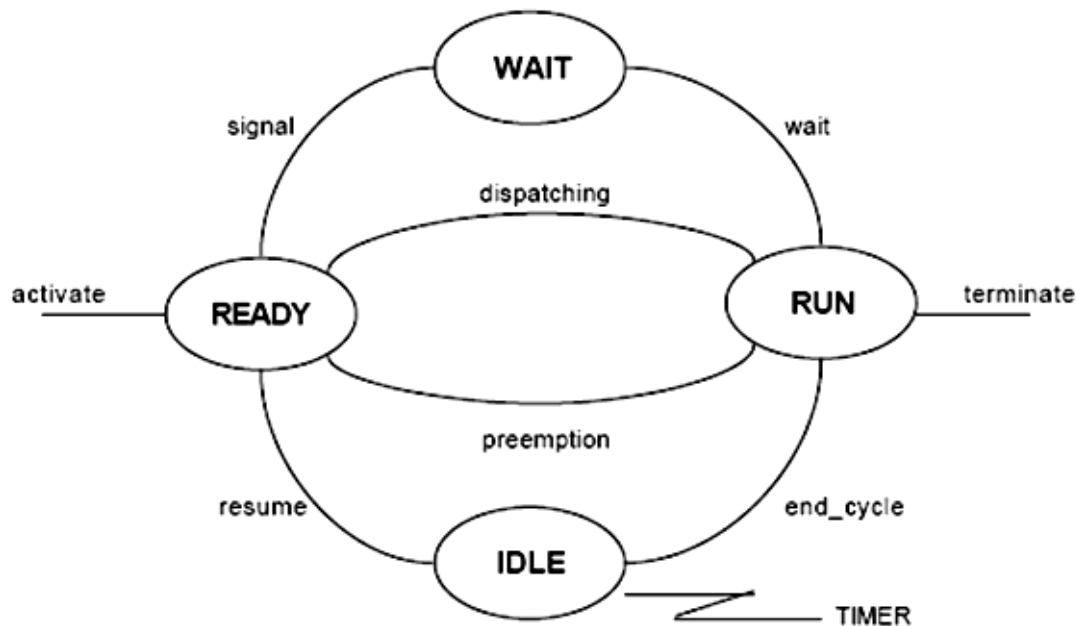 WAIT
signal
wait
dispatching
activate
READY
RUN
terminate
preemption
resume
end_cycle
IDLE
TIMER